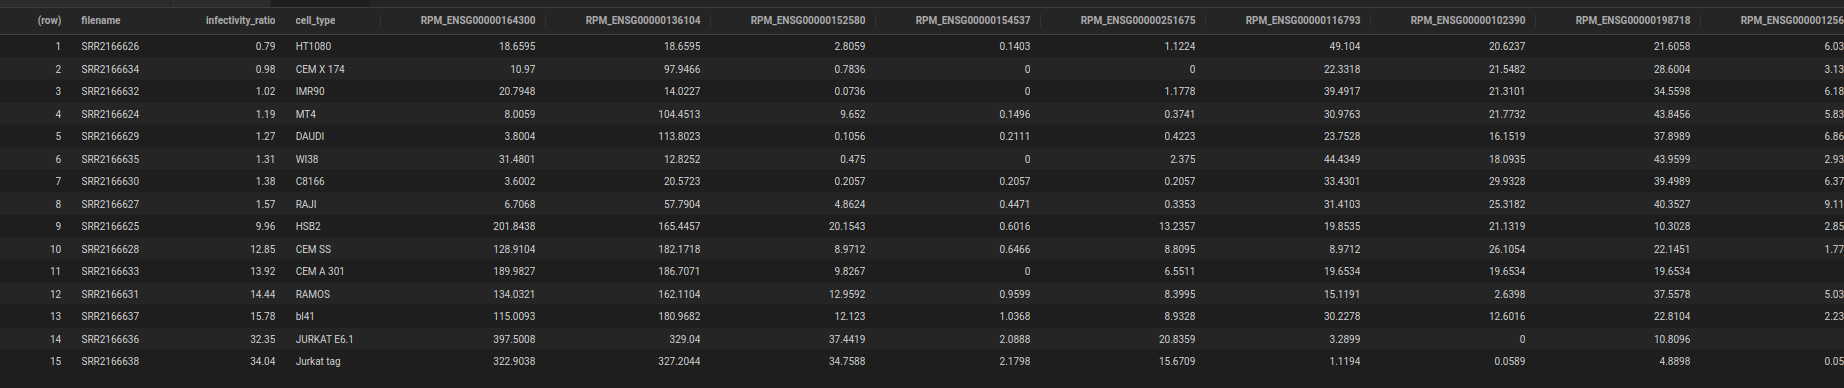 (row) filename infectivity_ratio cell_type RPM_ENSG00000164300 RPM_ENSG00000136104 RPM_ENSG00000152580 RPM_ENSG00000154537 RPM_ENSG00000251675 RPM_ENSG00000116793 RPM_ENSG00000102390 RPM_ENSG00000198718 RPM_ENSG000001256
1 SRR2166626 0.79 HT1080 18.6595 18.6595 2.8059 0.1403 1.1224 49.104 20.6237 21.6058 6.03
2 SRR2166634 0.98 CEM X 174 10.97 97.9466 0.7836 0 0 22.3318 21.5482 28.6004 3.13
3 SRR2166632 1.02 IMR90 20.7948 14.0227 0.0736 0 1.1778 39.4917 21.3101 34.5598 6.18
4 SRR2166624 1.19 MT4 8.0059 104.4513 9.652 0.1496 0.3741 30.9763 21.7732 43.8456 5.83
5 SRR2166629 1.27 DAUDI 3.8004 113.8023 0.1056 0.2111 0.4223 23.7528 16.1519 37.8989 6.86
6 SRR2166635 1.31 WI38 31.4801 12.8252 0.475 0 2.375 44.4349 18.0935 43.9599 2.93
7 SRR2166630 1.38 C8166 3.6002 20.5723 0.2057 0.2057 0.2057 33.4301 29.9328 39.4989 6.37
8 SRR2166627 1.57 RAJI 6.7068 57.7904 4.8624 0.4471 0.3353 31.4103 25.3182 40.3527 9.11
9 SRR2166625 9.96 HSB2 201.8438 165.4457 20.1543 0.6016 13.2357 19.8535 21.1319 10.3028 2.85
10 SRR2166628 12.85 CEM SS 128.9104 182.1718 8.9712 0.6466 8.8095 8.9712 26.1054 22.1451 1.77
11 SRR2166633 13.92 CEM A 301 189.9827 186.7071 9.8267 0 6.5511 19.6534 19.6534 19.6534
12 SRR2166631 14.44 RAMOS 134.0321 162.1104 12.9592 0.9599 8.3995 15.1191 2.6398 37.5578 5.03
13 SRR2166637 15.78 bl41 115.0093 180.9682 12.123 1.0368 8.9328 30.2278 12.6016 22.8104 2.23
14 SRR2166636 32.35 JURKAT E6.1 397.5008 329.04 37.4419 2.0888 20.8359 3.2899 0 10.8096
15 SRR2166638 34.04 Jurkat tag 322.9038 327.2044 34.7588 2.1798 15.6709 1.1194 0.0589 4.8898 0.05